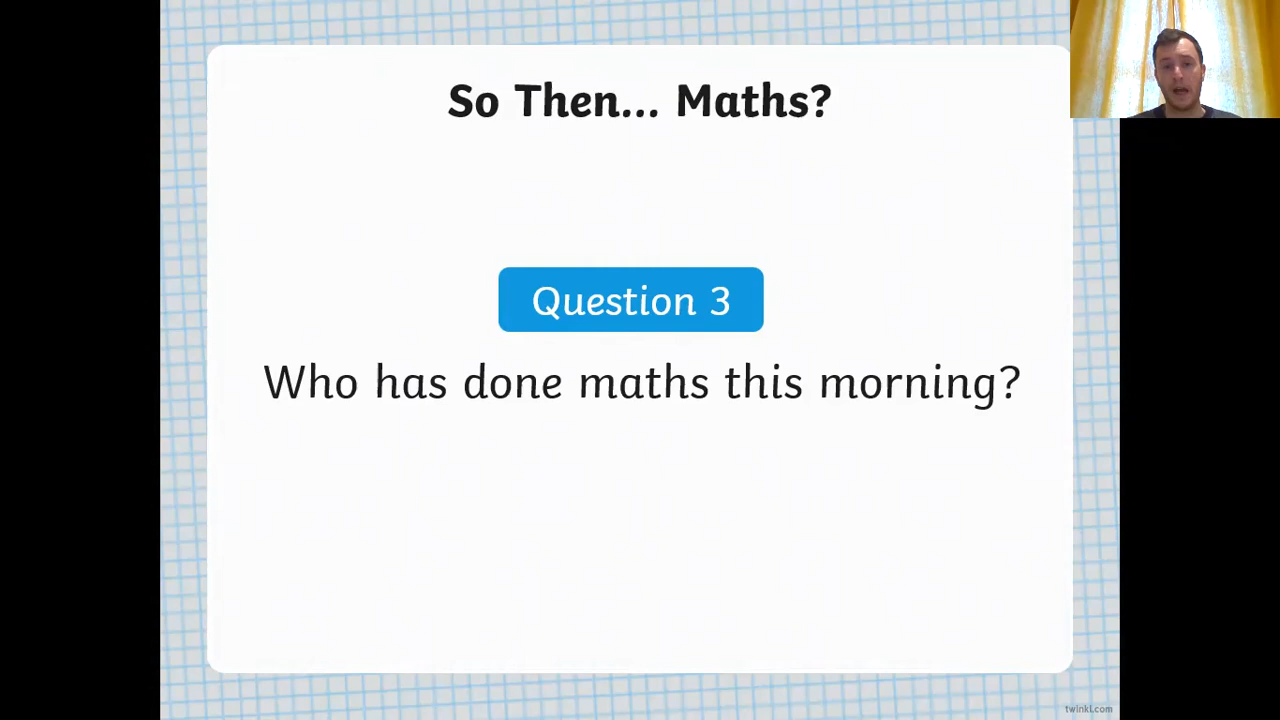 So Then... Maths?
Question 3
Who has done maths this morning?
twinkl.com